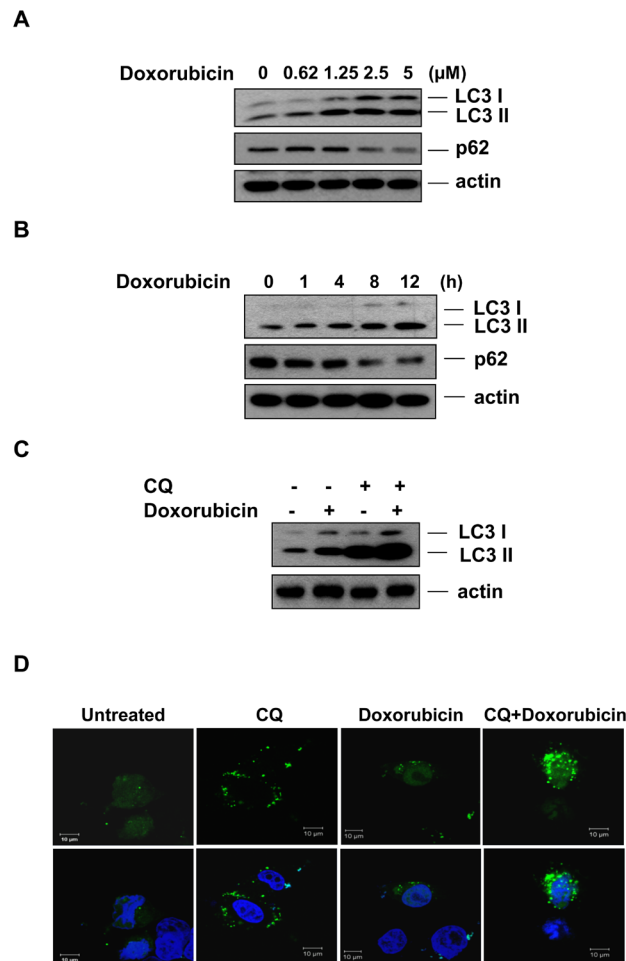 A
Doxorubicin 0 0.62 1.25 2.5 5 (µM)
LC3 I
LC3 II
p62
actin
B
Doxorubicin 0 1 4 8 12 (h)
LC3 I
LC3 II
p62
actin
C
CQ - - + +
Doxorubicin - + - +
LC3 I
LC3 II
actin
D
Untreated CQ Doxorubicin CQ+Doxorubicin
10 µm 10 µm 10 µm 10 µm
10 µm 10 µm 10 µm 10 µm